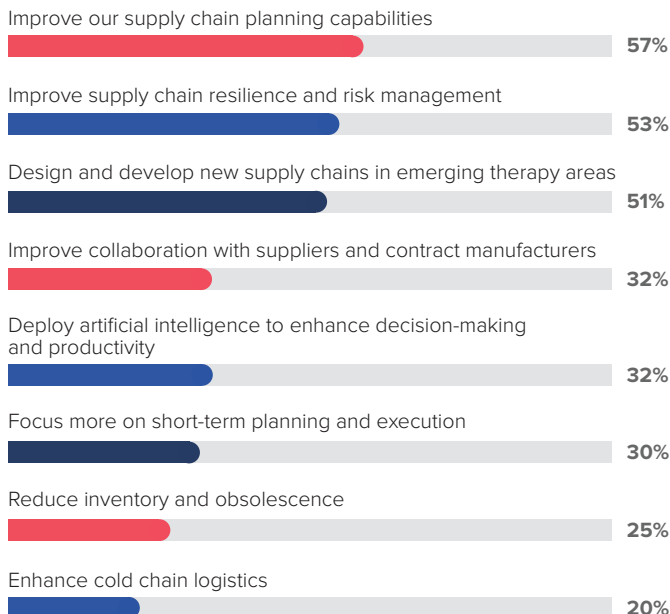 Improve our supply chain planning capabilities
57%
Improve supply chain resilience and risk management
53%
Design and develop new supply chains in emerging therapy areas
51%
Improve collaboration with suppliers and contract manufacturers
32%
Deploy artificial intelligence to enhance decision-making
and productivity
32%
Focus more on short-term planning and execution
30%
Reduce inventory and obsolescence
25%
Enhance cold chain logistics
20%